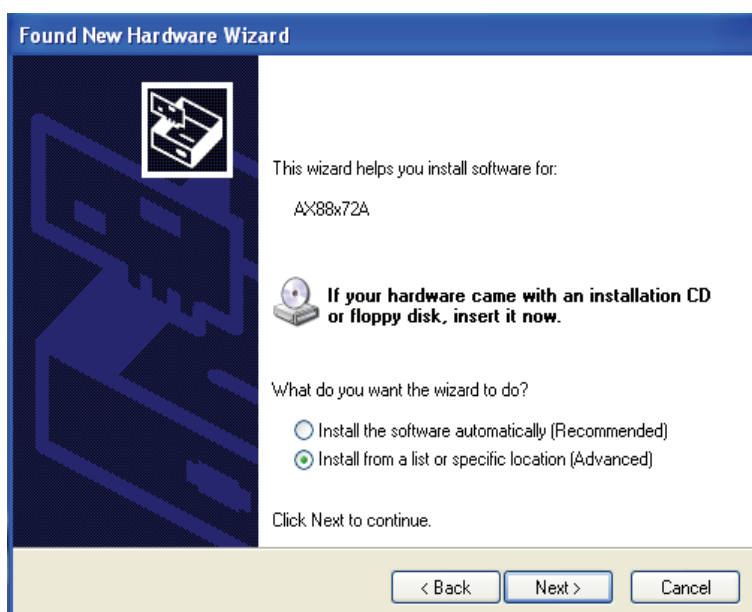 Found New Hardware Wizard
This wizard helps you install software for:
AX88x72A
If your hardware came with an installation CD
or floppy disk, insert it now.
What do you want the wizard to do?
Install the software automatically (Recommended)
Install from a list or specific location (Advanced)
Click Next to continue.
< Back Next > Cancel